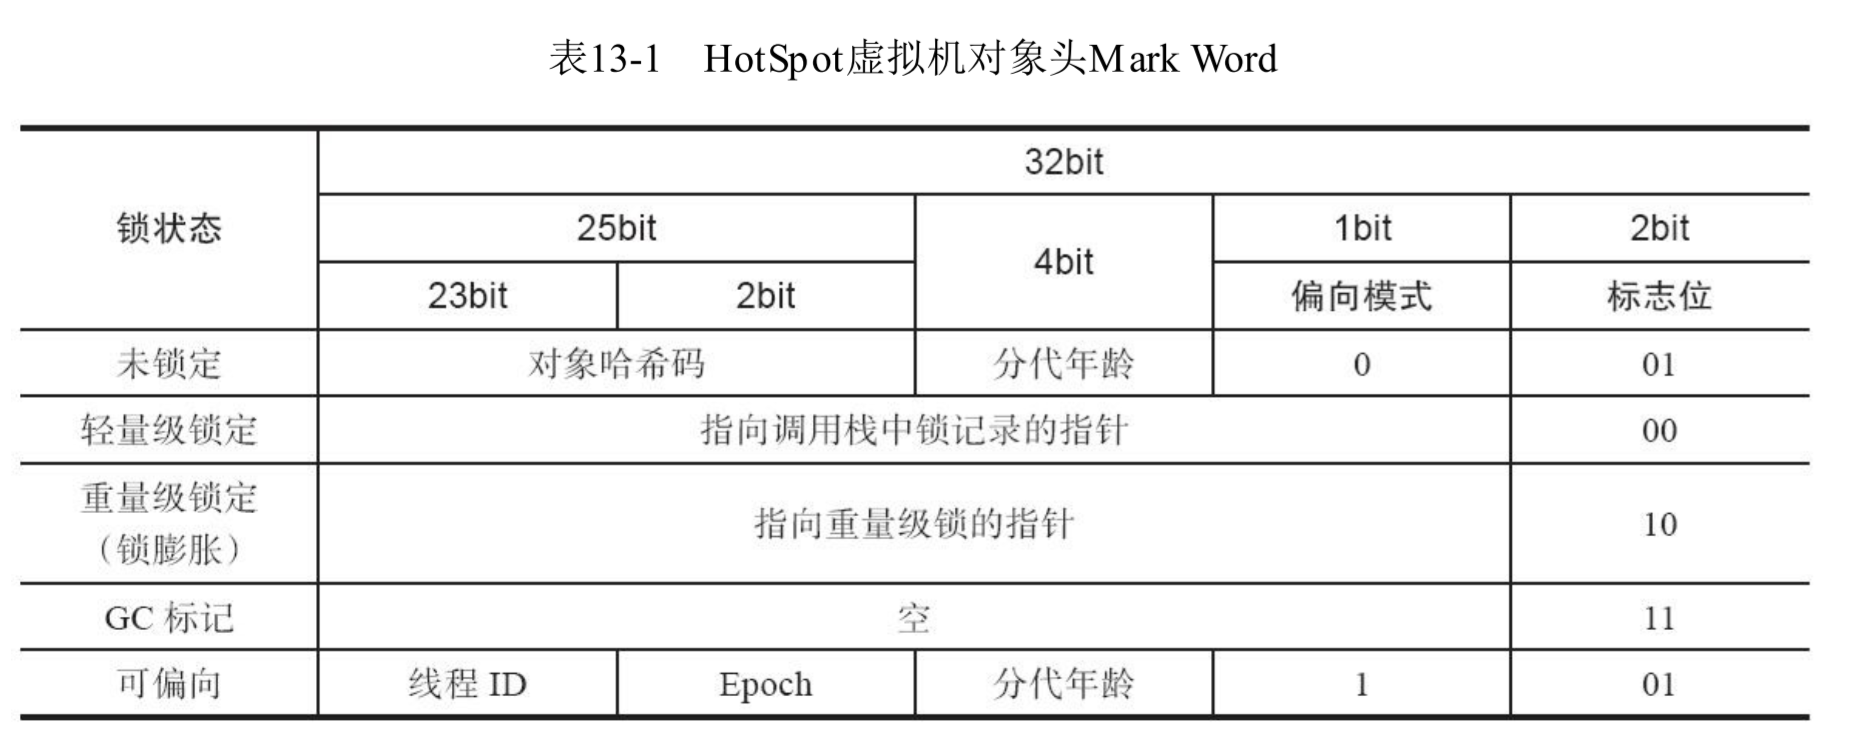 表13-1 HotSpot虚拟机对象头Mark Word
锁状态
32bit
25bit
4bit
1bit
2bit
23bit
2bit
偏向模式
标志位
未锁定 对象哈希码 分代年龄 0 01
轻量级锁定 指向调用栈中锁记录的指针 00
重量级锁定
（锁膨胀）
指向重量级锁的指针 10
GC 标记 空 11
可偏向 线程 ID Epoch 分代年龄 1 01